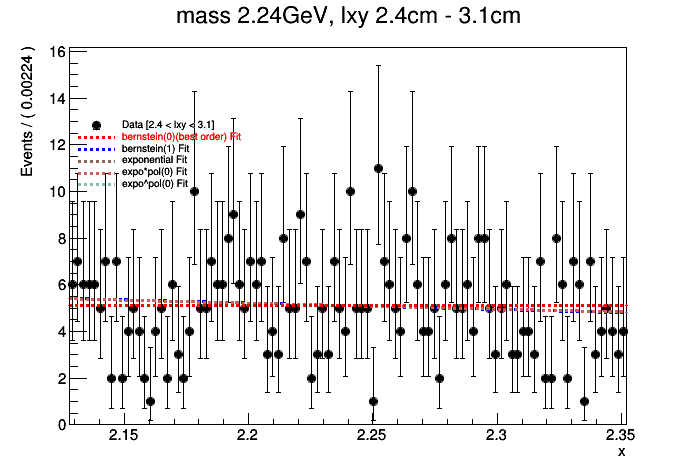 mass 2.24GeV, lxy 2.4cm - 3.1cm
Events / ( 0.00224 )
16
14
12
10
8
6
4
2
0
Data [2.4 < lxy < 3.1]
bernstein(0)(best order) Fit
bernstein(1) Fit
exponential Fit
expo*pol(0) Fit
expo^pol(0) Fit
2.15 2.2 2.25 2.3 2.35
x